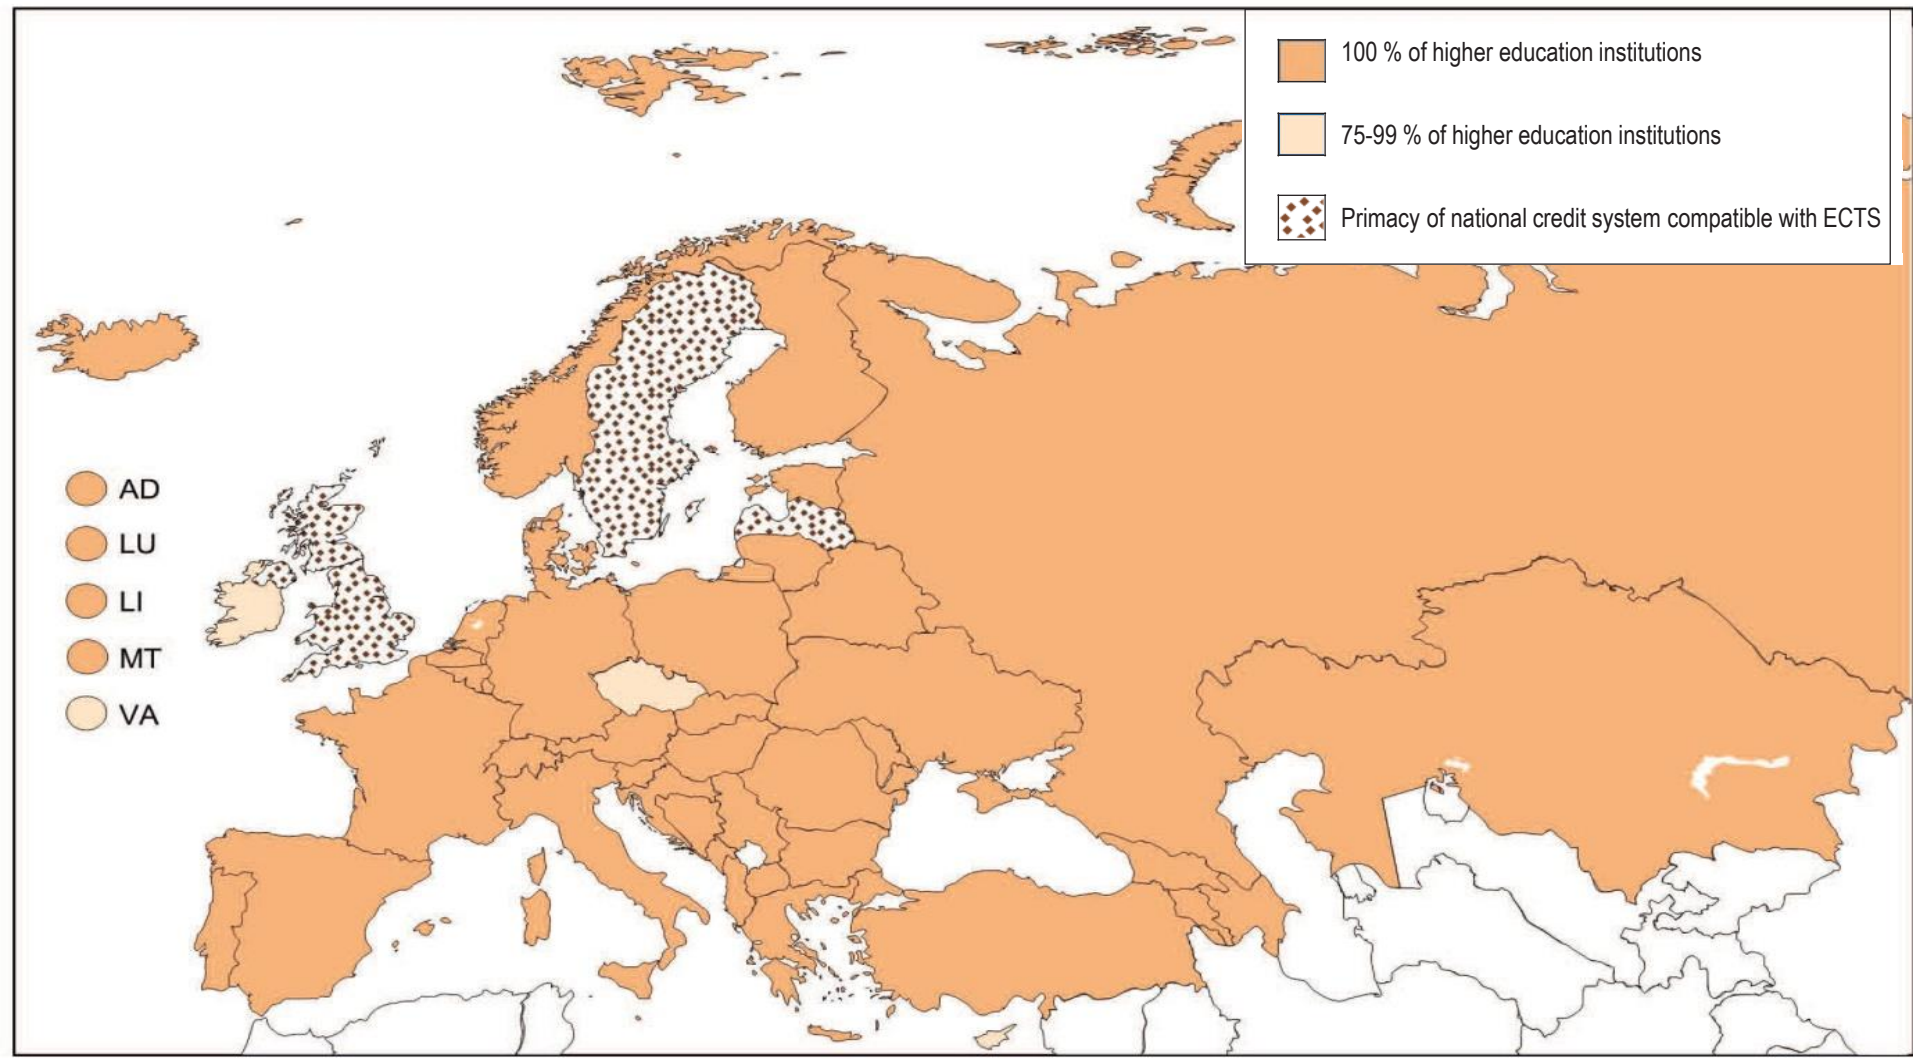 100 % of higher education institutions
75-99 % of higher education institutions
Primacy of national credit system compatible with ECTS
AD
LU
LI
MT
VA